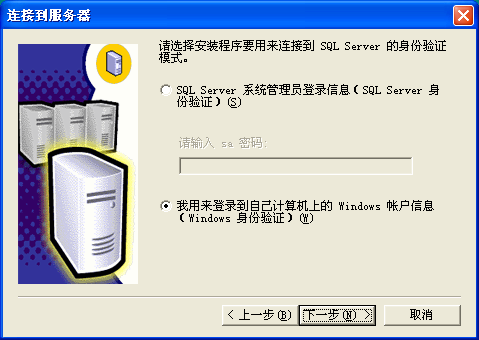 连接到服务器
请选择安装程序要用来连接到 SQL Server 的身份验证
模式。
SQL Server 系统管理员登录信息(SQL Server 身
份验证)(S)
请输入 sa 密码:
我用来登录到自己计算机上的 Windows 帐户信息
(Windows 身份验证)(W)
< 上一步(B)
下一步(N) >
取消